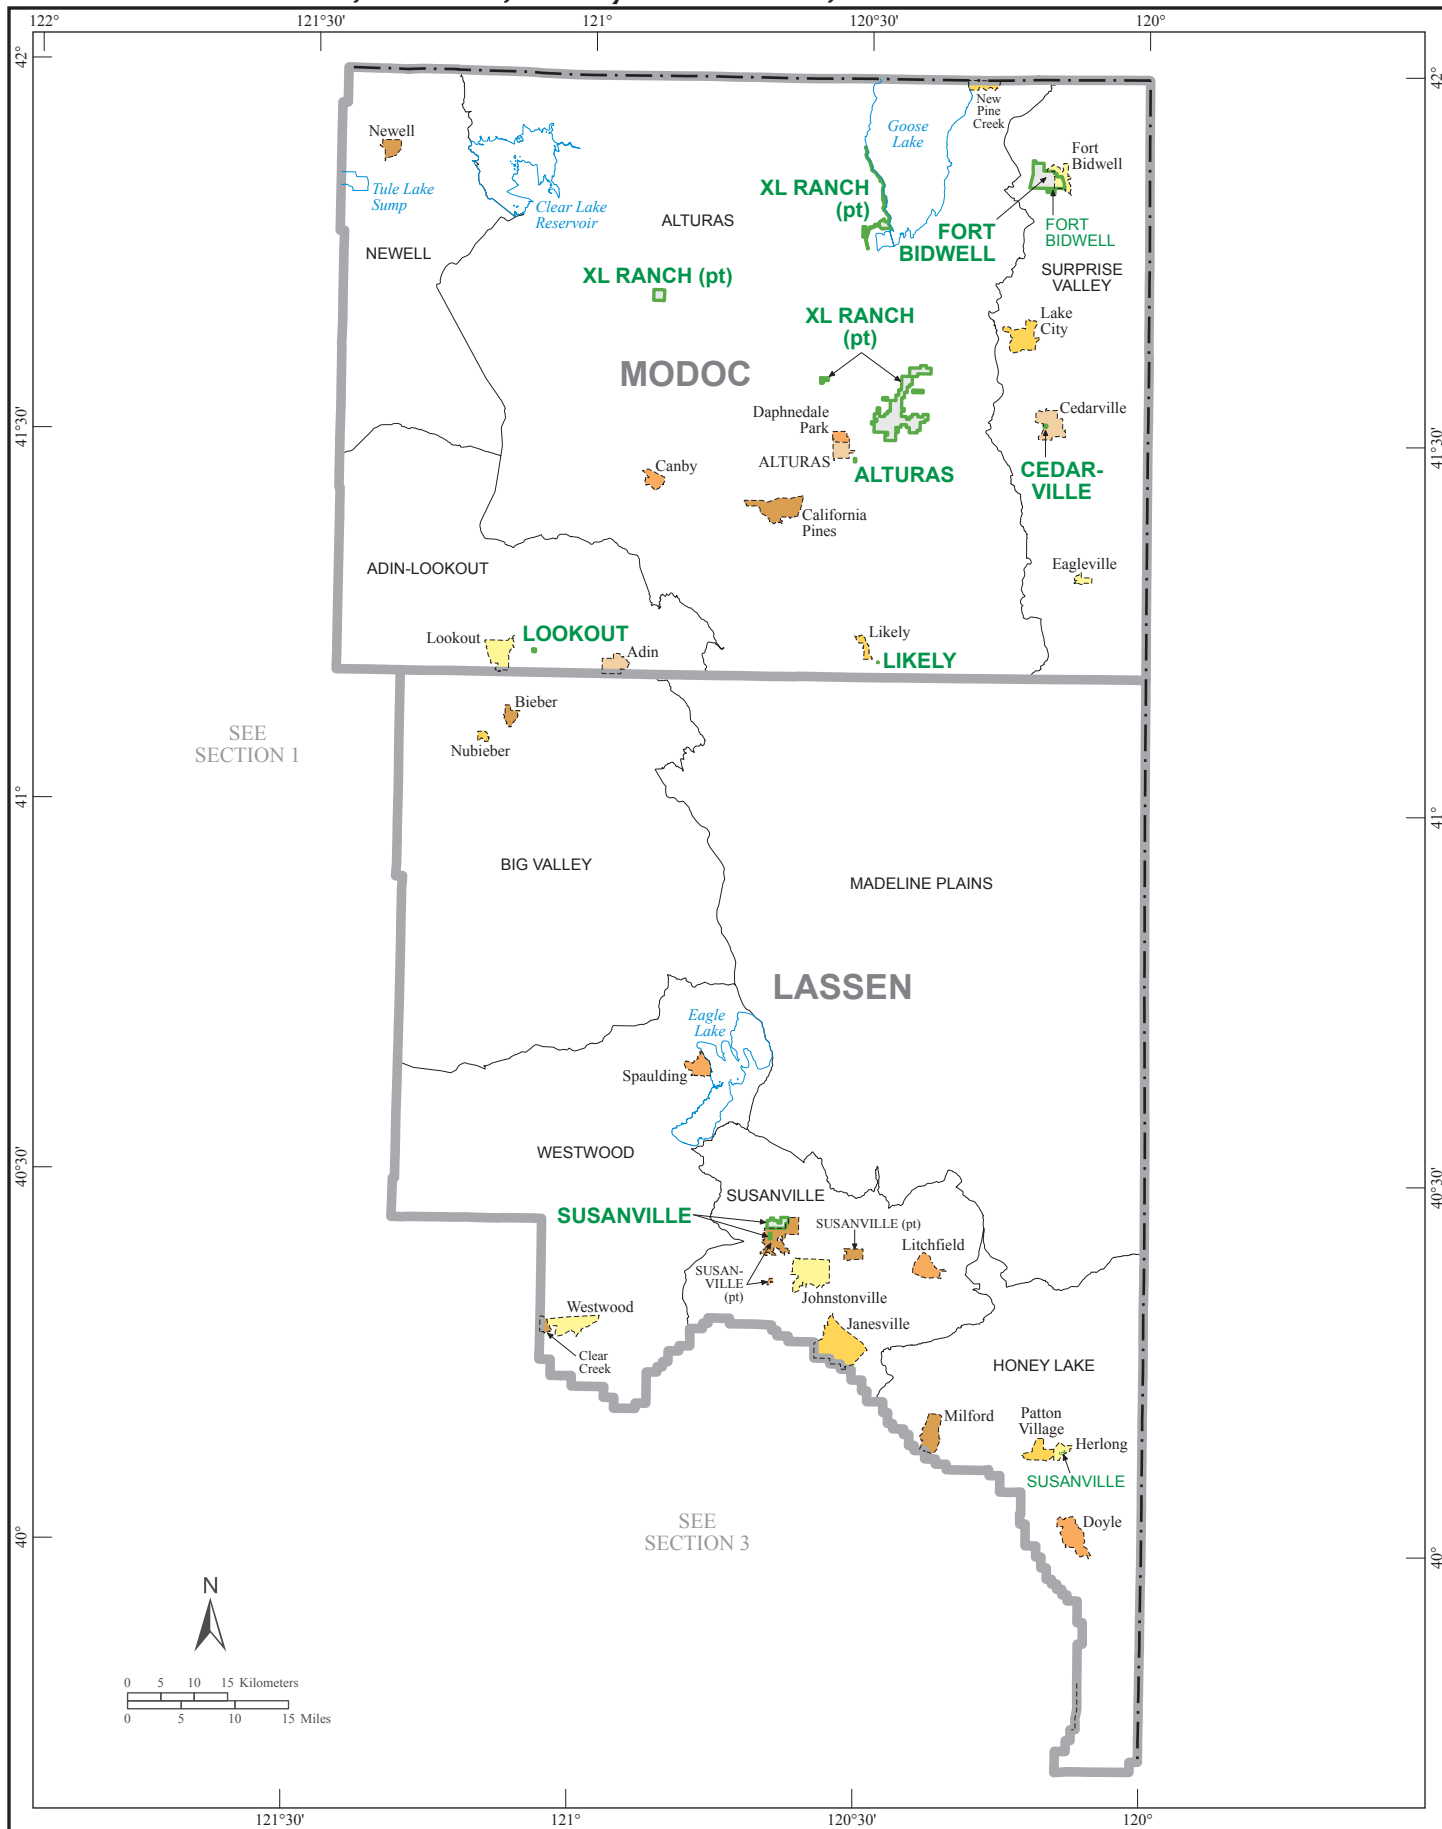 122°
121°30'
121°
120°30'
120°
42°
42°
New
Pine
Creek
Newell
Goose
Lake
Fort
Bidwell
Tule Lake
Sump
Clear Lake
Reservoir
XL RANCH
(pt)
ALTURAS
FORT
BIDWELL
FORT
BIDWELL
NEWELL
SURPRISE
VALLEY
XL RANCH (pt)
XL RANCH
(pt)
Lake
City
MODOC
Daphnedale
Park
Cedarville
41°30'
41°30'
ALTURAS
ALTURAS
Canby
CEDAR-
VILLE
California
Pines
ADIN-LOOKOUT
Eagleville
Lookout
LOOKOUT
Adin
Likely
LIKELY
Bieber
SEE
SECTION 1
Nubieber
41°
41°
BIG VALLEY
MADELINE PLAINS
LASSEN
Eagle
Lake
Spaulding
WESTWOOD
40°30'
40°30'
SUSANVILLE
SUSANVILLE
SUSANVILLE (pt)
Litchfield
SUSAN-
VILLE
(pt)
Johnstonville
Westwood
Janesville
Clear
Creek
HONEY LAKE
Milford
Patton
Village
Herlong
SUSANVILLE
SEE
SECTION 3
Doyle
40°
40°
N
0 5 10 15 Kilometers
0 5 10 15 Miles
121°30'
121°
120°30'
120°